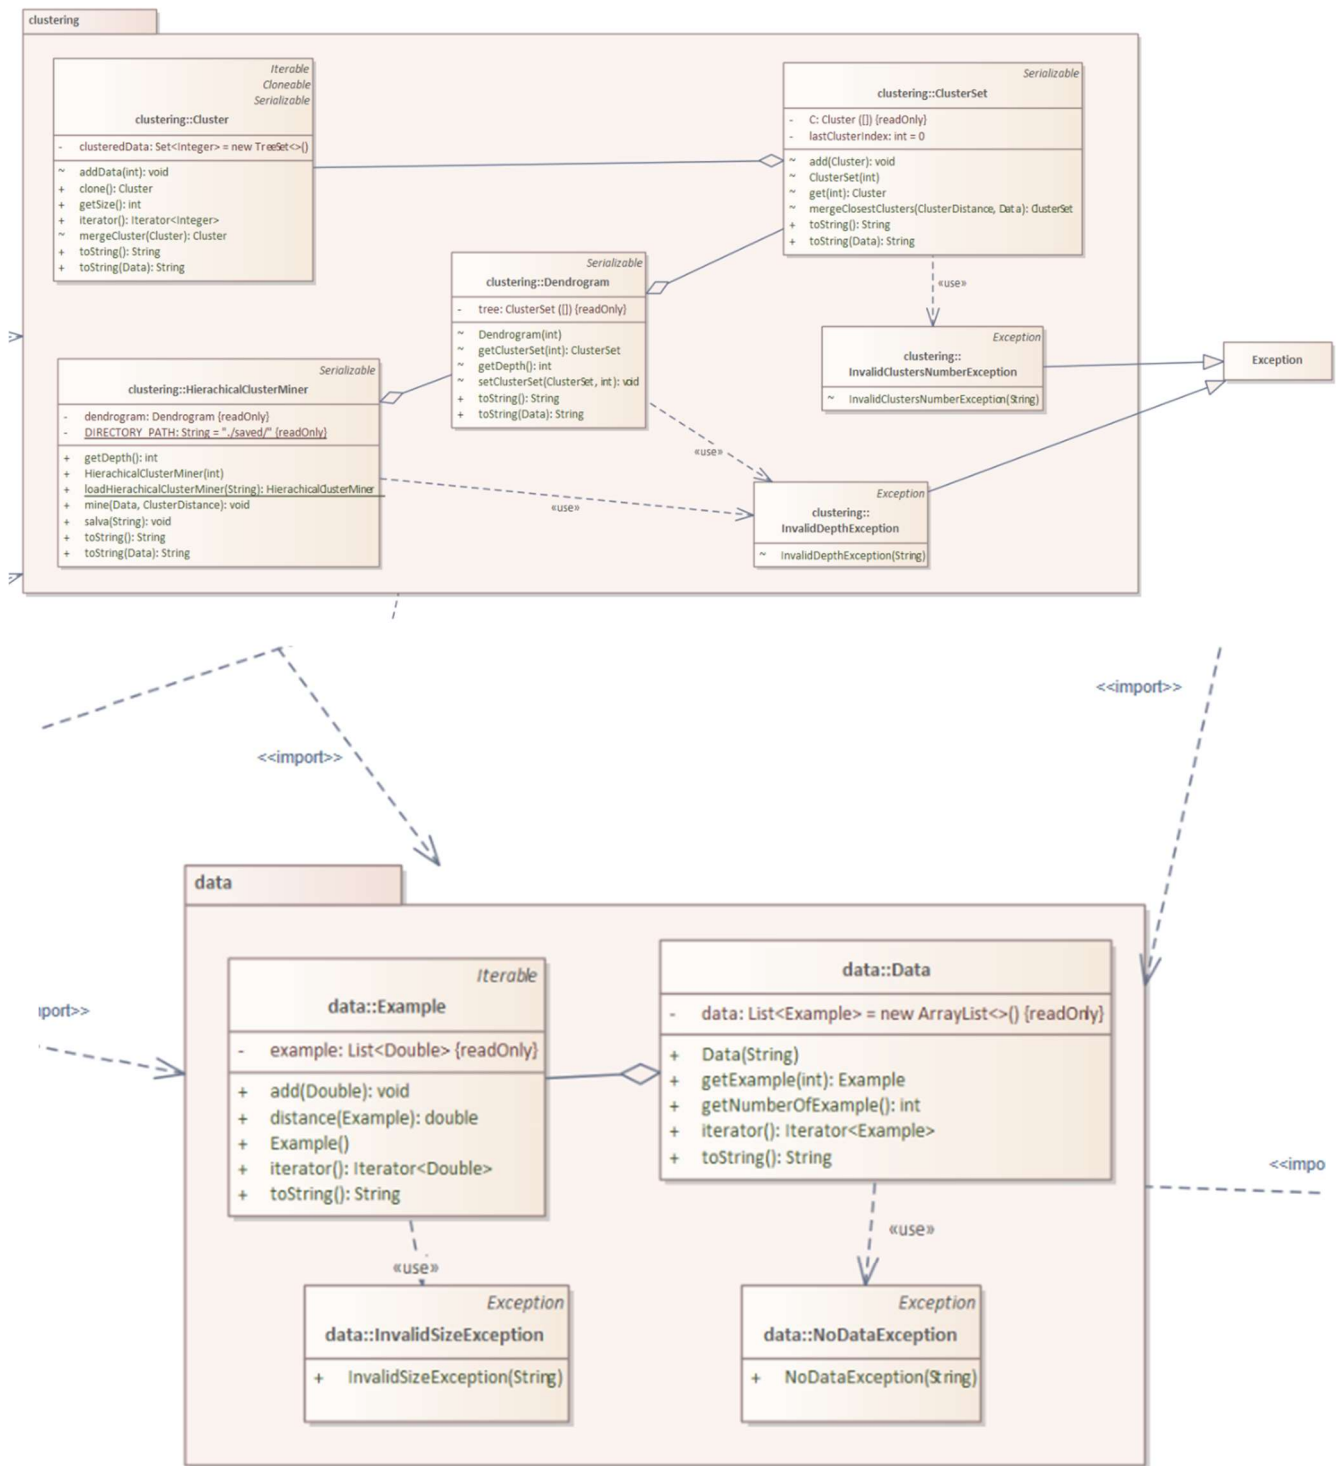 clustering
Iterable
Cloneable
Serializable
clustering::Cluster
- clusteredData: Set<Integer> = new TreeSet<>()
~ addData(int): void
+ clone(): Cluster
+ getSize(): int
+ iterator(): Iterator<Integer>
~ mergeCluster(Cluster): Cluster
+ toString(): String
+ toString(Data): String
Serializable
clustering::ClusterSet
- C: Cluster ([]) {readOnly}
- lastClusterIndex: int = 0
~ add(Cluster): void
~ ClusterSet(int)
~ get(int): Cluster
~ mergeClosestClusters(ClusterDistance, Data): ClusterSet
+ toString(): String
+ toString(Data): String
«use»
Serializable
clustering::Dendrogram
- tree: ClusterSet ([]) {readOnly}
~ Dendrogram(int)
~ getClusterSet(int): ClusterSet
~ getDepth(): int
~ setClusterSet(ClusterSet, int): void
+ toString(): String
+ toString(Data): String
«use»
Exception
clustering::
InvalidClustersNumberException
~ InvalidClustersNumberException(String)
Exception
Serializable
clustering::HierachicalClusterMiner
- dendrogram: Dendrogram {readOnly}
- DIRECTORY_PATH: String = "./saved/" {readOnly}
+ getDepth(): int
+ HierachicalClusterMiner(int)
+ loadHierachicalClusterMiner(String): HierachicalClusterMiner
+ mine(Data, ClusterDistance): void
+ salva(String): void
+ toString(): String
+ toString(Data): String
«use»
Exception
clustering::
InvalidDepthException
~ InvalidDepthException(String)
<<import>>
<<import>>
data
port>>
Iterable
data::Example
- example: List<Double> {readOnly}
+ add(Double): void
+ distance(Example): double
+ Example()
+ iterator(): Iterator<Double>
+ toString(): String
data::Data
- data: List<Example> = new ArrayList<>() {readOnly}
+ Data(String)
+ getExample(int): Example
+ getNumberOfExample(): int
+ iterator(): Iterator<Example>
+ toString(): String
<<impo
«use»
«use»
Exception
data::InvalidSizeException
+ InvalidSizeException(String)
Exception
data::NoDataException
+ NoDataException(String)